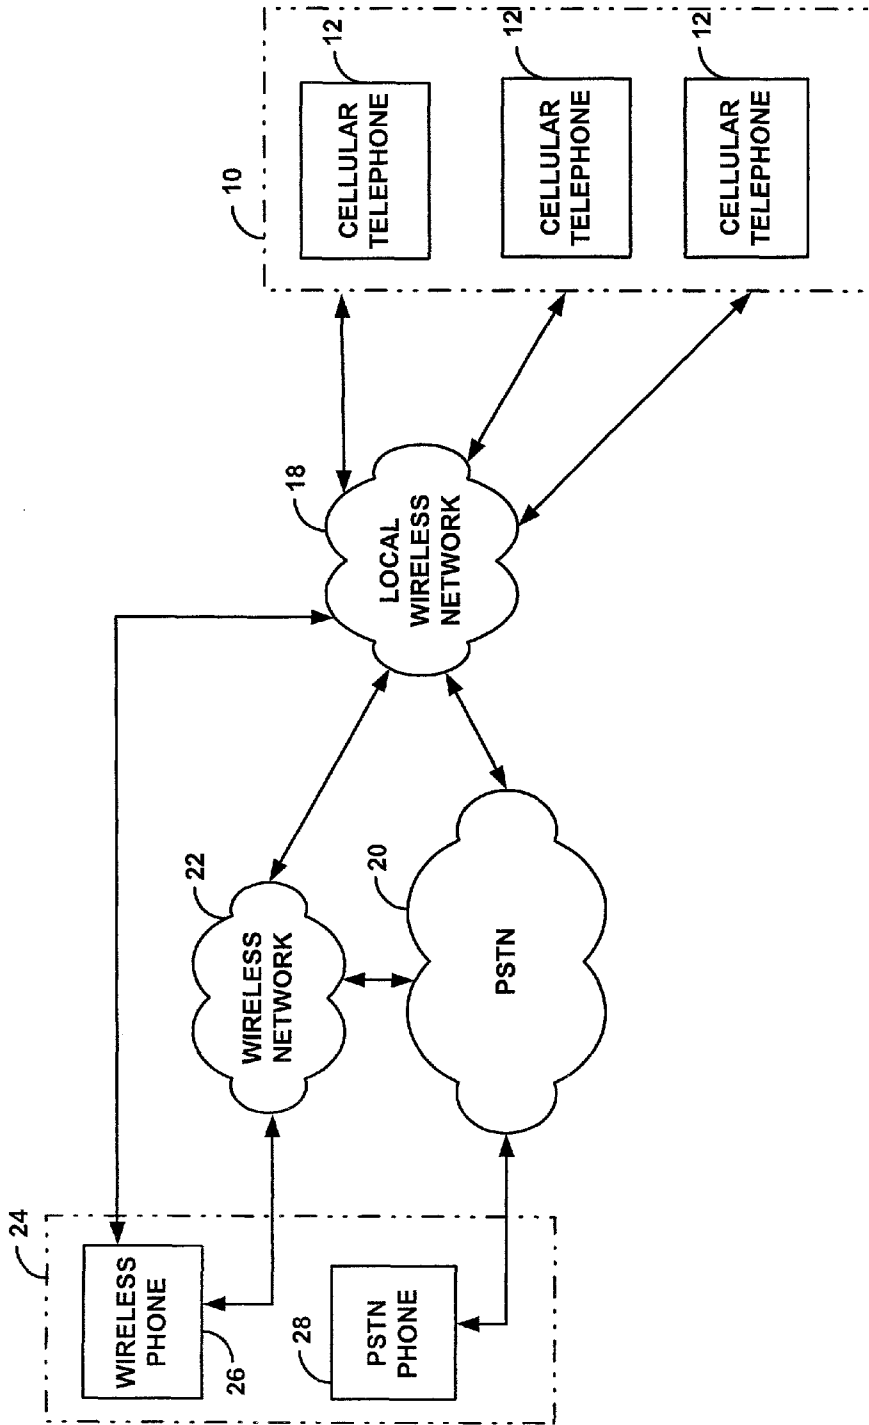 24
WIRELESS
PHONE
26
28
PSTN
PHONE
22
WIRELESS
NETWORK
20
PSTN
18
LOCAL
WIRELESS
NETWORK
10
CELLULAR
TELEPHONE
12
CELLULAR
TELEPHONE
12
CELLULAR
TELEPHONE
12